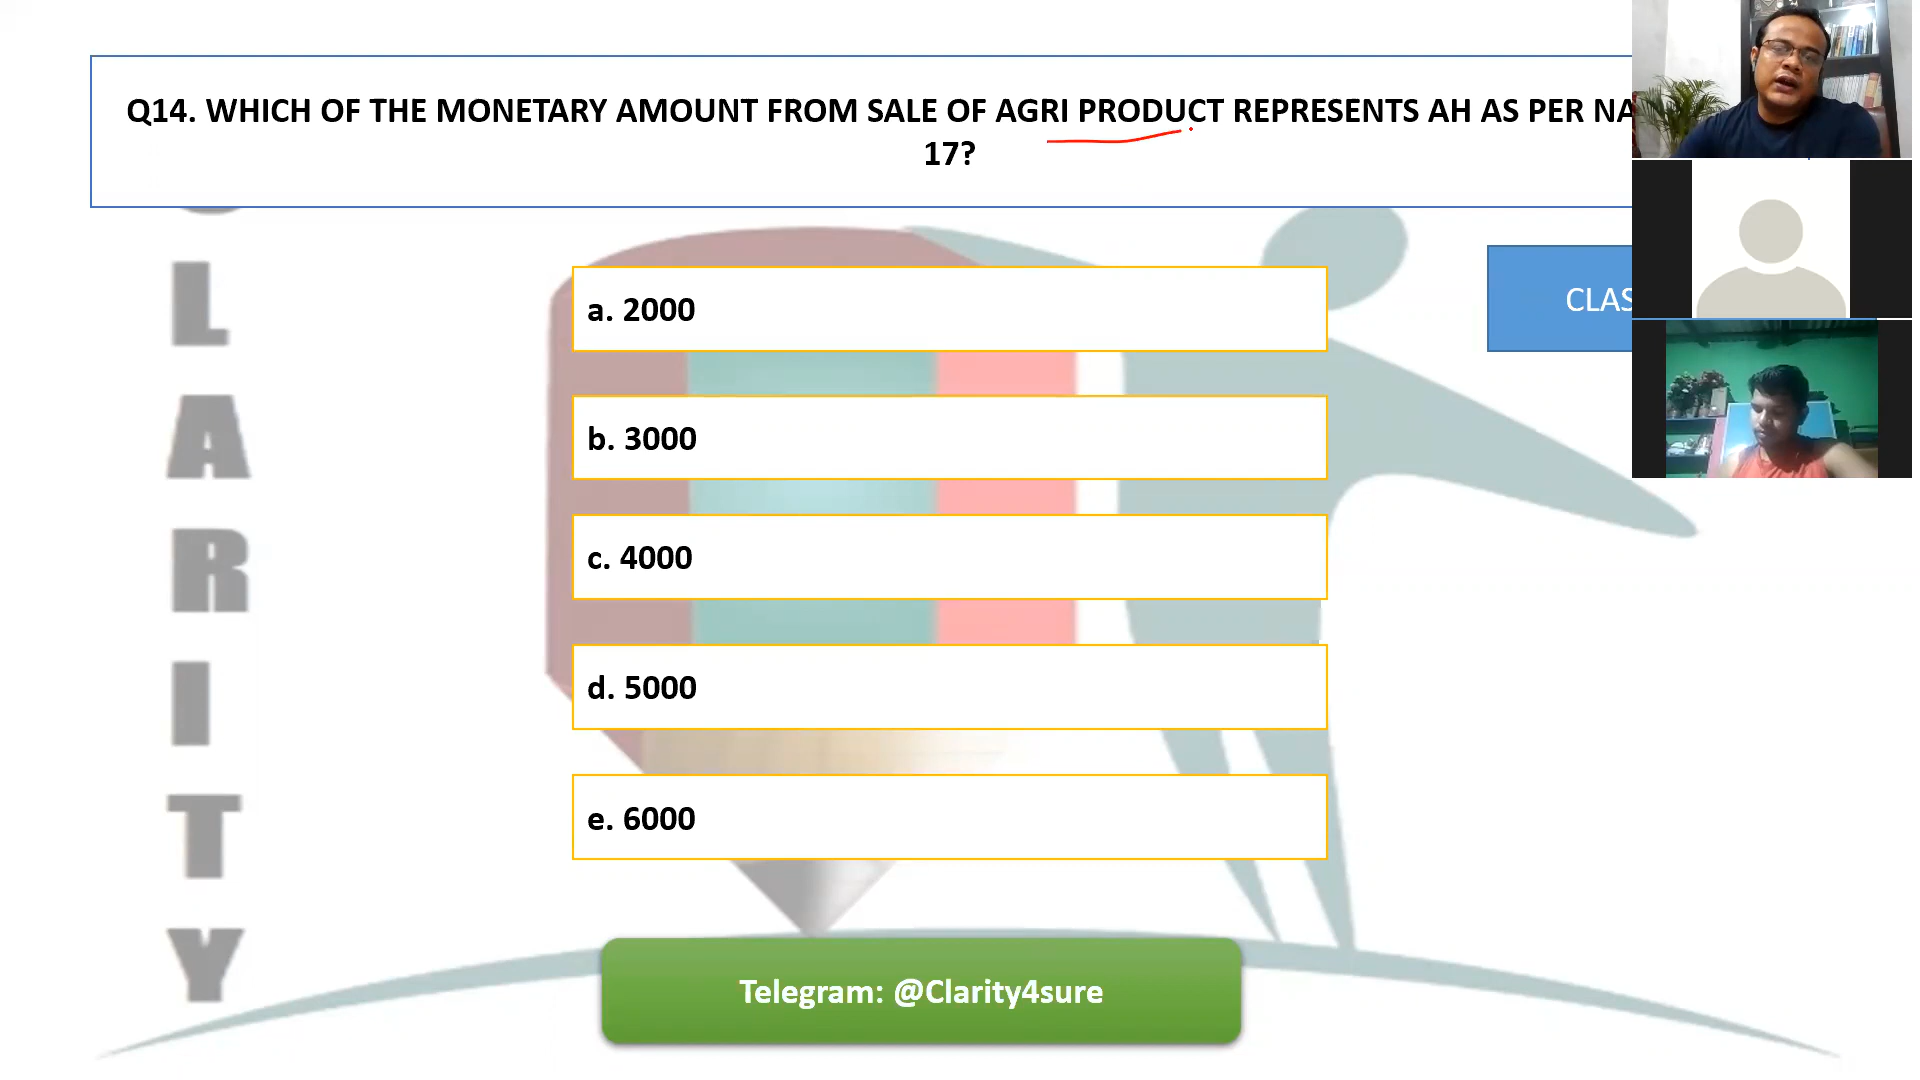 Q14. WHICH OF THE MONETARY AMOUNT FROM SALE OF AGRI PRODUCT REPRESENTS AH AS PER NA
17?
CLAS
a. 2000
b. 3000
c. 4000
d. 5000
e. 6000
L
A
R
I
T
Y
Telegram: @Clarity4sure